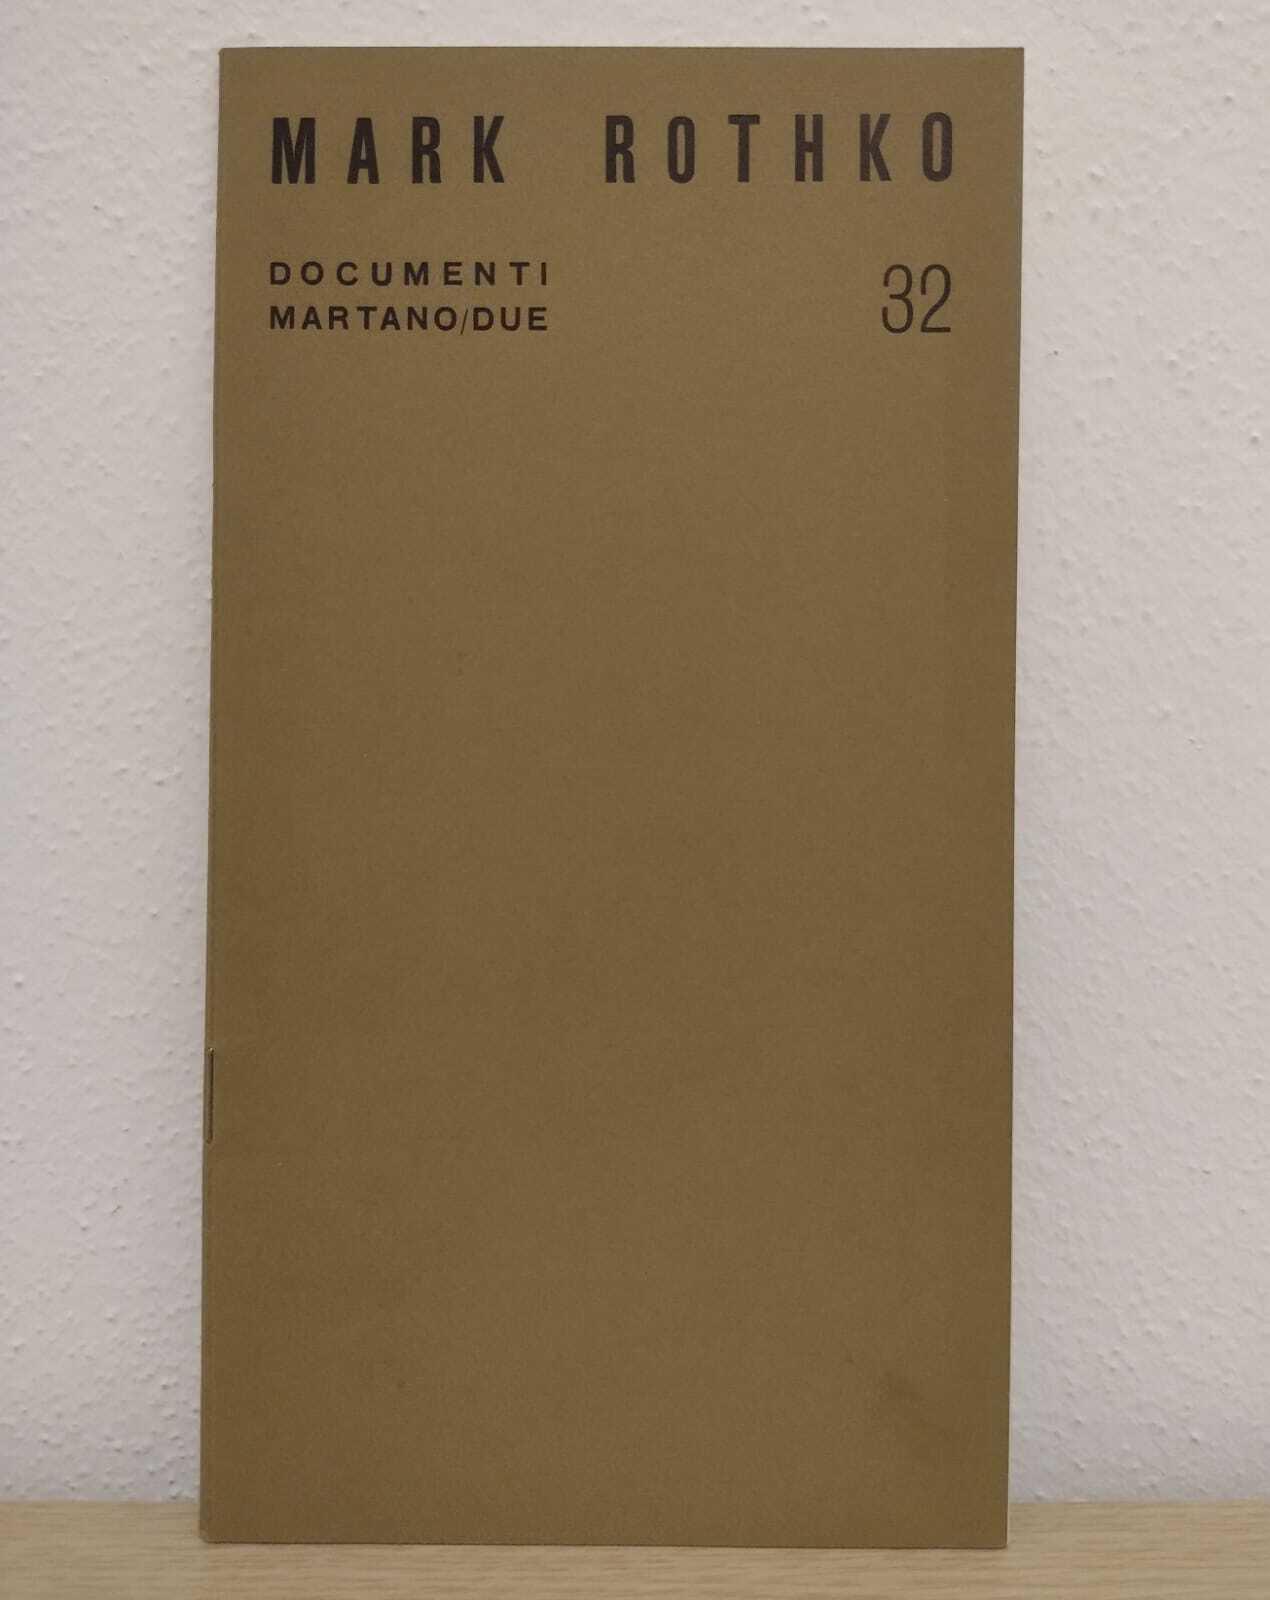 MARK ROTHKO
DOCUMENTI
MARTANO/DUE
32